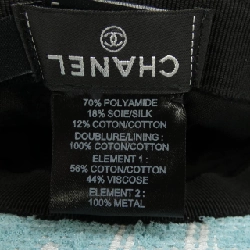 CHANEL
70% POLYAMIDE
18% SOIE/SILK
12% COTON/COTTON
DOUBLURE/LINING :
100% COTON/COTTON
ELEMENT 1 :
56% COTON/COTTON
44% VISCOSE
ELEMENT 2 :
100% METAL